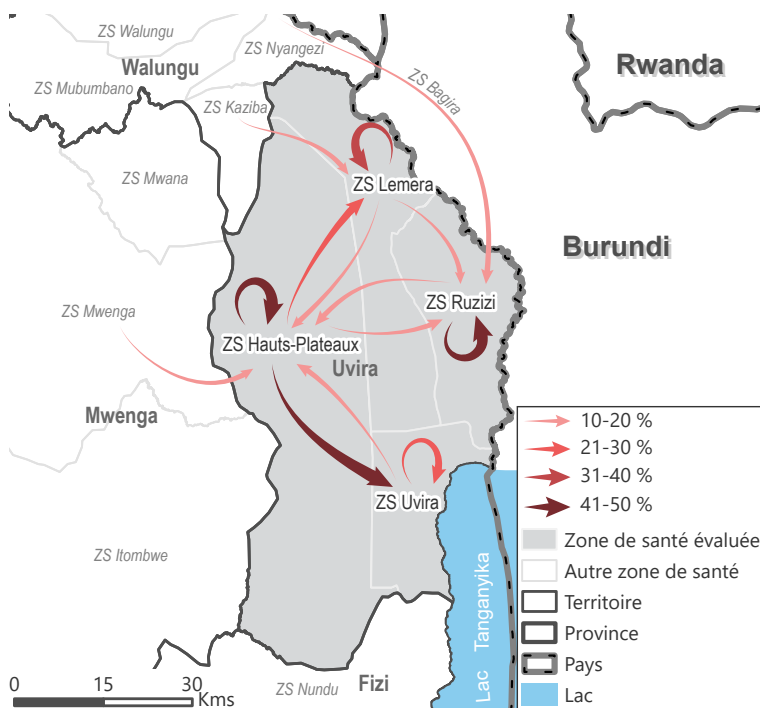 ZS Walungu
ZS Nyangezi
Walungu
Rwanda
ZS Mubumbano
ZS Bagira
ZS Kaziba
ZS Mwana
ZS Lemera
Burundi
ZS Ruzizi
ZS Mwenga
ZS Hauts-Plateaux
Uvira
Mwenga
ZS Uvira
ZS Itombwe
Lac Tanganyika
Fizi
ZS Nundu
0 15 30
Kms
10-20 %
21-30 %
31-40 %
41-50 %
Zone de santé évaluée
Autre zone de santé
Territoire
Province
Pays
Lac